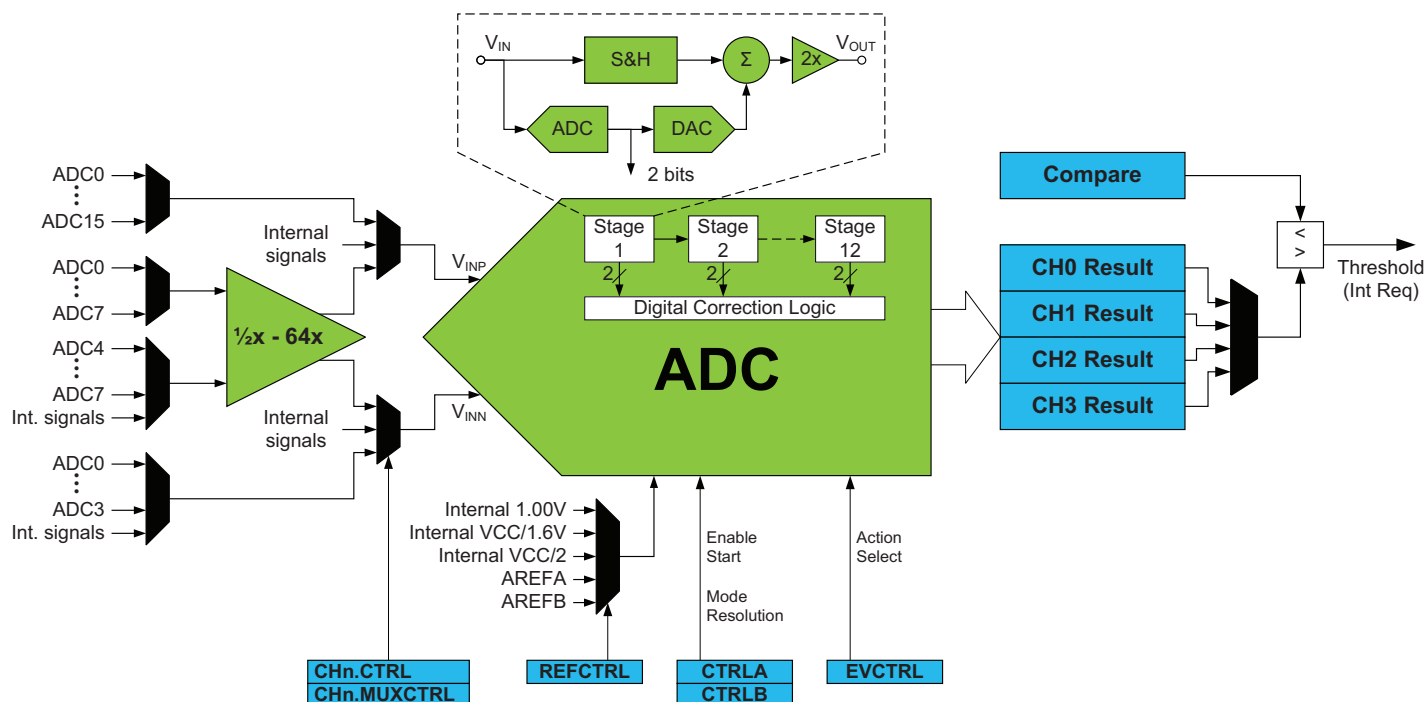 VIN
S&H
Σ
2x
VOUT
ADC
DAC
2 bits
ADC0
ADC15
Internal
signals
ADC0
ADC7
½x - 64x
ADC4
ADC7
Int. signals
Internal
signals
ADC0
ADC3
Int. signals
VINP
VINN
Stage
1
Stage
2
Stage
12
2
2
2
Digital Correction Logic
ADC
Compare
CH0 Result
CH1 Result
CH2 Result
CH3 Result
<
>
Threshold
(Int Req)
Internal 1.00V
Internal VCC/1.6V
Internal VCC/2
AREFA
AREFB
Enable
Start
Mode
Resolution
Action
Select
CHn.CTRL
CHn.MUXCTRL
REFCTRL
CTRLA
CTRLB
EVCTRL